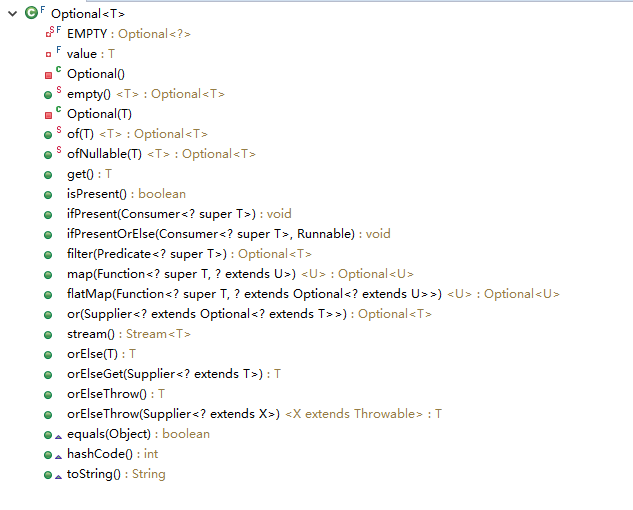 Optional<T>
EMPTY : Optional<?>
value : T
Optional()
empty() <T> : Optional<T>
Optional(T)
of(T) <T> : Optional<T>
ofNullable(T) <T> : Optional<T>
get() : T
isPresent() : boolean
ifPresent(Consumer<? super T>) : void
ifPresentOrElse(Consumer<? super T>, Runnable) : void
filter(Predicate<? super T>) : Optional<T>
map(Function<? super T, ? extends U>) <U> : Optional<U>
flatMap(Function<? super T, ? extends Optional<? extends U>>) <U> : Optional<U>
or(Supplier<? extends Optional<? extends T>>) : Optional<T>
stream() : Stream<T>
orElse(T) : T
orElseGet(Supplier<? extends T>) : T
orElseThrow() : T
orElseThrow(Supplier<? extends X>) <X extends Throwable> : T
equals(Object) : boolean
hashCode() : int
toString() : String